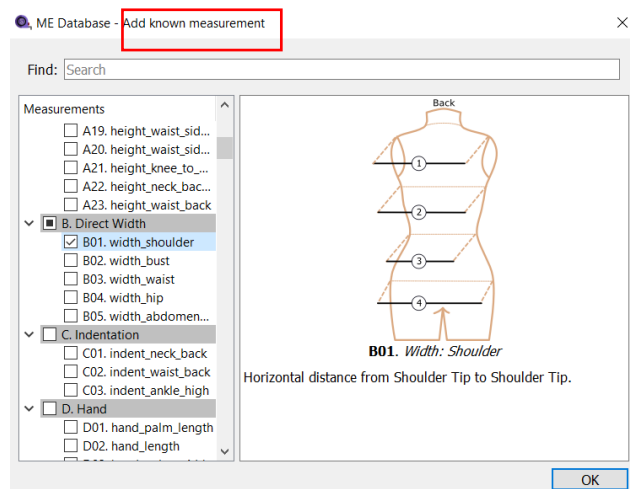 ME Database - Add known measurement
Find: Search
Measurements
A19. height_waist_sid...
A20. height_waist_sid...
A21. height_knee_to_...
A22. height_neck_bac...
A23. height_waist_back
B. Direct Width
B01. width_shoulder
B02. width_bust
B03. width_waist
B04. width_hip
B05. width_abdomen...
C. Indentation
C01. indent_neck_back
C02. indent_waist_back
C03. indent_ankle_high
D. Hand
D01. hand_palm_length
D02. hand_length
Back
1
2
3
4
B01. Width: Shoulder
Horizontal distance from Shoulder Tip to Shoulder Tip.
OK